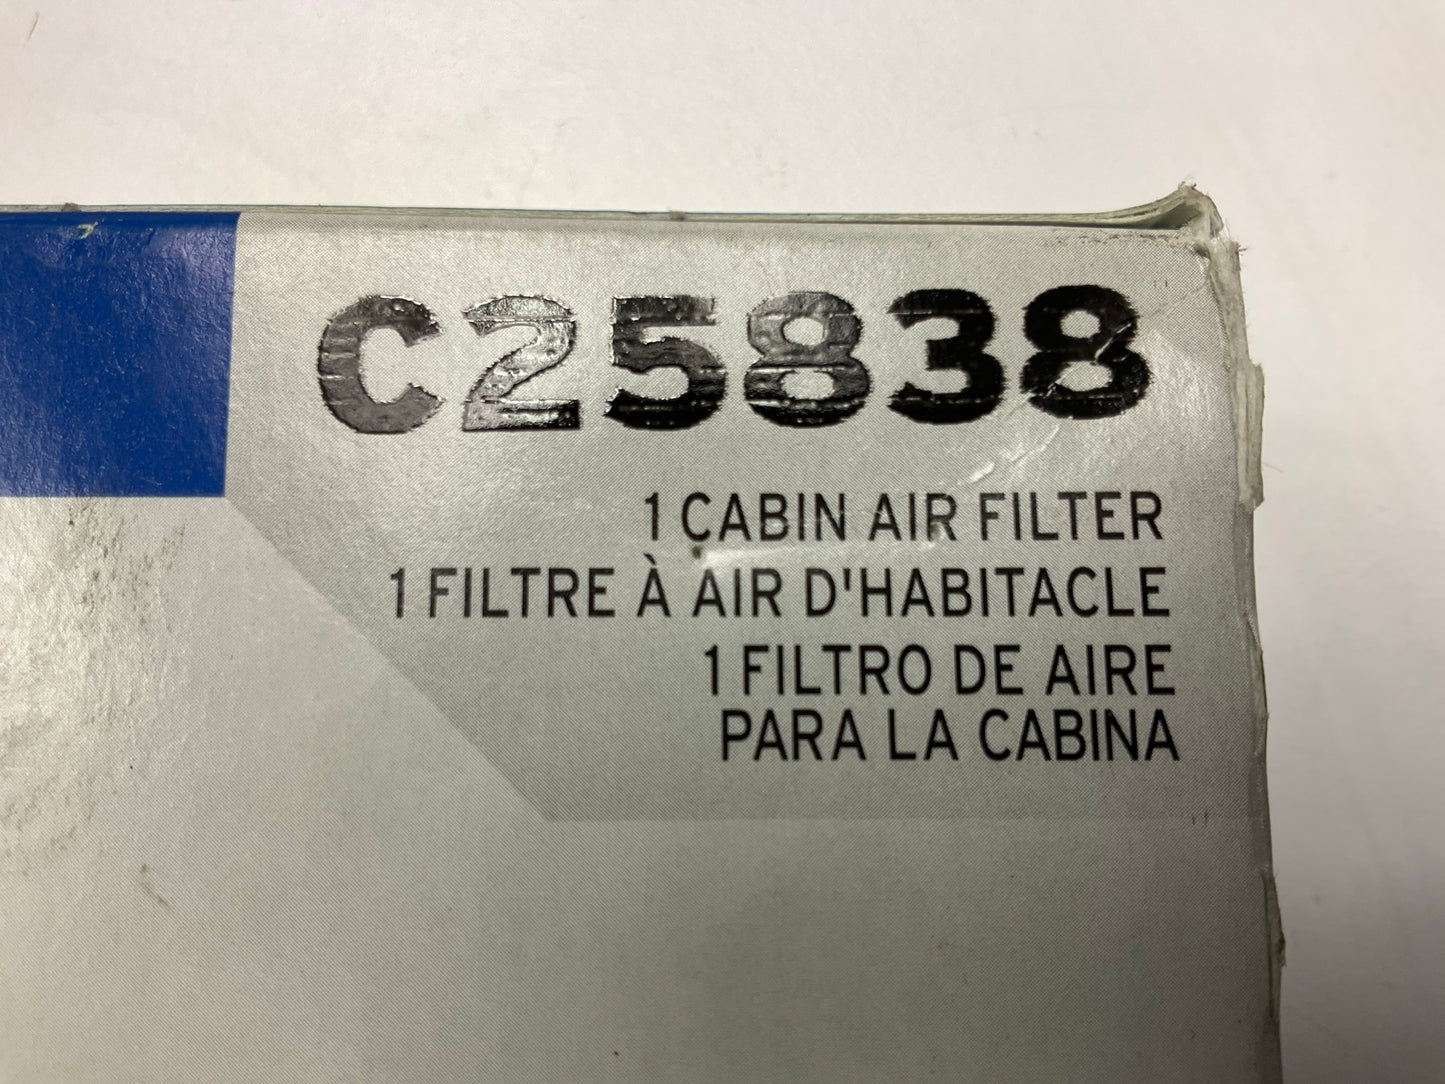 C25838
1 CABIN AIR FILTER
1 FILTRE À AIR D'HABITACLE
1 FILTRO DE AIRE
PARA LA CABINA